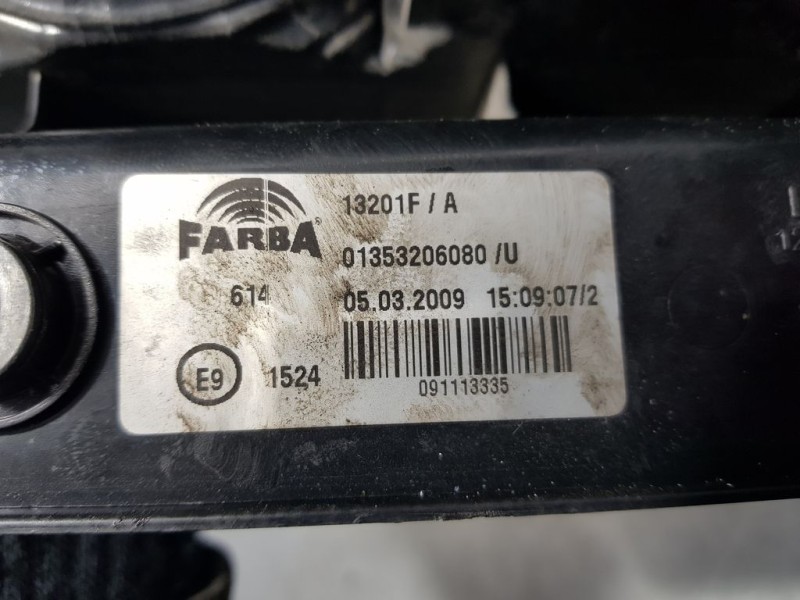 13201F / A
FARBA®
01353206080 /U
614
05.03.2009 15:09:07/2
E9
1524
091113335